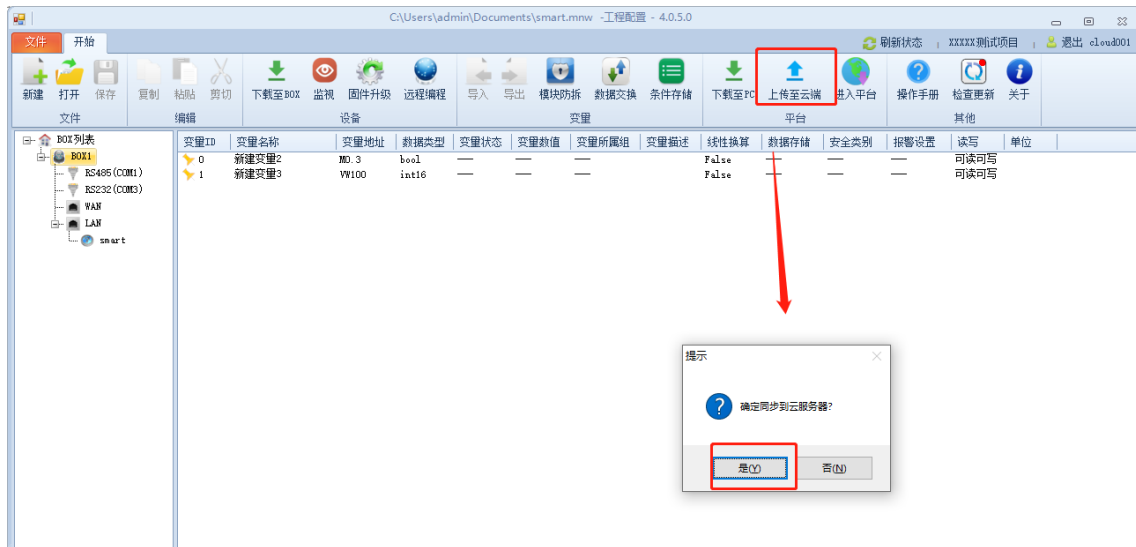 C:\Users\admin\Documents\smart.mnw -工程配置 - 4.0.5.0
文件 开始 刷新状态 XXXXX测试项目 退出 cloud001
新建 打开 保存 复制 粘贴 剪切 下载至BOX 监视 固件升级 远程编程 导入 导出 模块防拆 数据交换 条件存储 下载至PC 上传至云端 进入平台 操作手册 检查更新 关于
文件 编辑 设备 变量 平台 其他
BOX列表
BOX1
RS485(COM1)
RS232(COM3)
WAN
LAN
smart
变量ID 变量名称 变量地址 数据类型 变量状态 变量数值 变量所属组 变量描述 线性换算 数据存储 安全类别 报警设置 读写 单位
0 新建变量2 M0.3 bool —— —— —— False —— —— —— 可读可写
1 新建变量3 VW100 int16 —— —— —— False —— —— —— 可读可写
提示
确定同步到云服务器?
是(Y) 否(N)